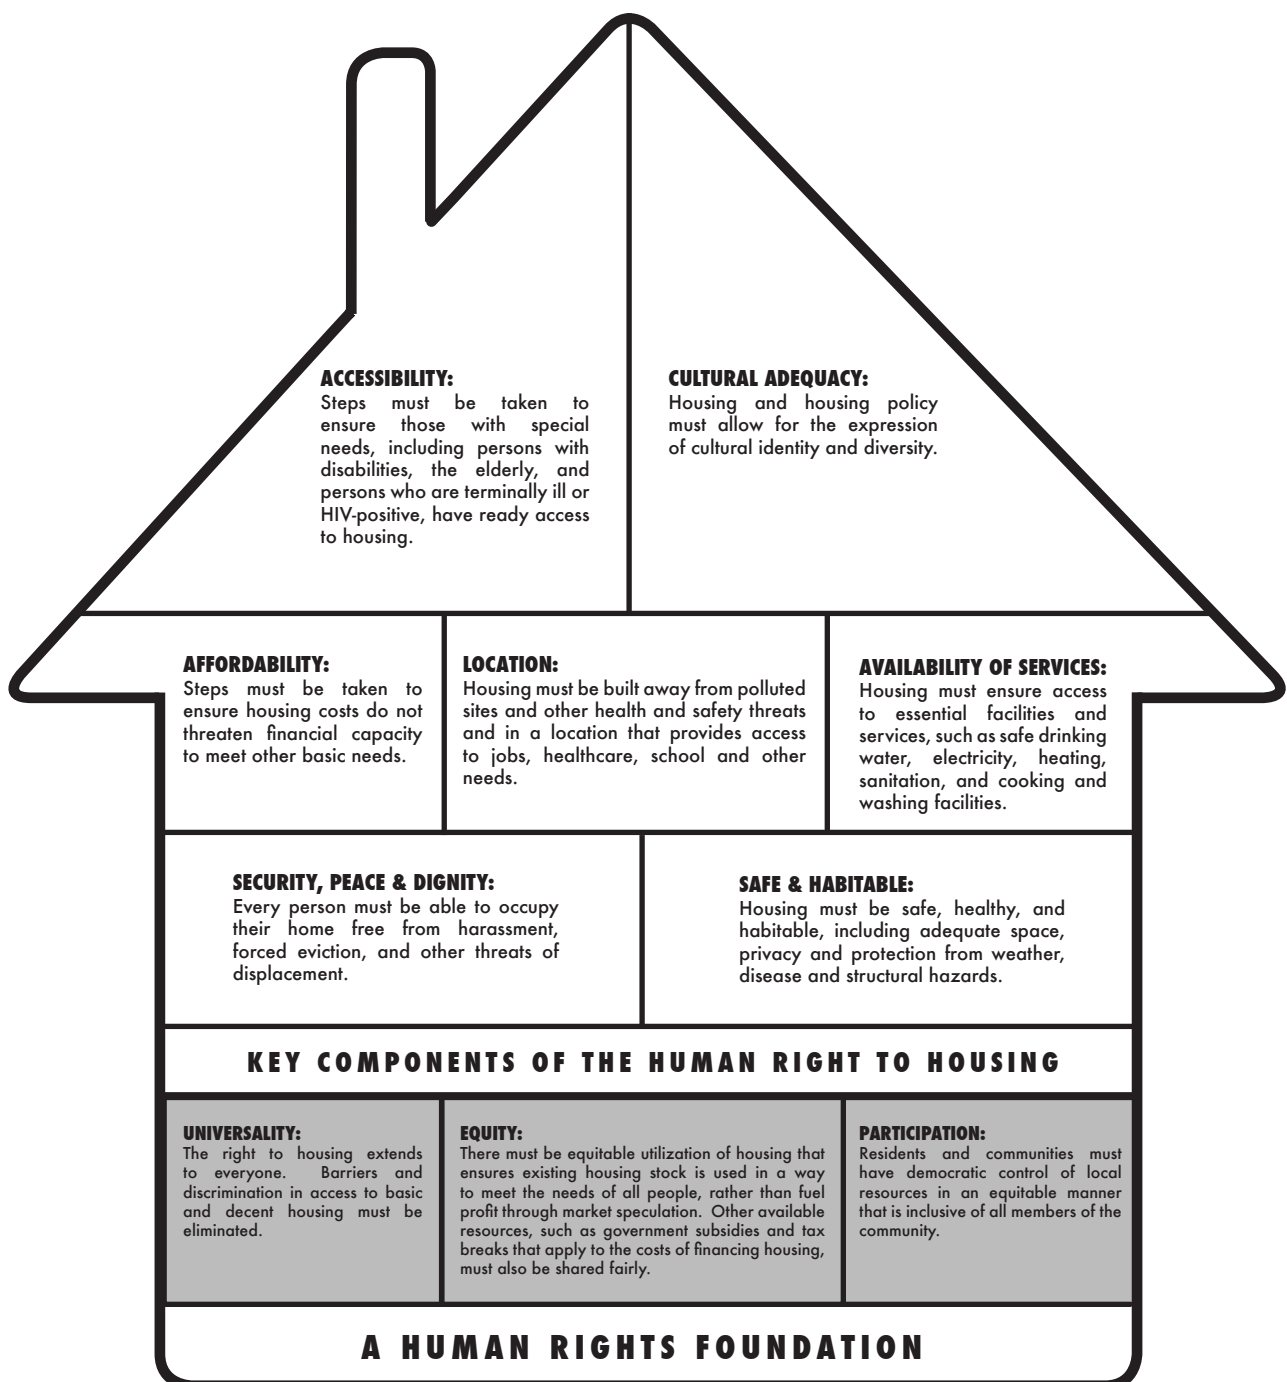 ACCESSIBILITY:
Steps must be taken to
ensure those with special
needs, including persons with
disabilities, the elderly, and
persons who are terminally ill or
HIV-positive, have ready access
to housing.
CULTURAL ADEQUACY:
Housing and housing policy
must allow for the expression
of cultural identity and diversity.
AFFORDABILITY:
Steps must be taken to
ensure housing costs do not
threaten financial capacity
to meet other basic needs.
LOCATION:
Housing must be built away from polluted
sites and other health and safety threats
and in a location that provides access
to jobs, healthcare, school and other
needs.
AVAILABILITY OF SERVICES:
Housing must ensure access
to essential facilities and
services, such as safe drinking
water, electricity, heating,
sanitation, and cooking and
washing facilities.
SECURITY, PEACE & DIGNITY:
Every person must be able to occupy
their home free from harassment,
forced eviction, and other threats of
displacement.
SAFE & HABITABLE:
Housing must be safe, healthy, and
habitable, including adequate space,
privacy and protection from weather,
disease and structural hazards.
KEY COMPONENTS OF THE HUMAN RIGHT TO HOUSING
UNIVERSALITY:
The right to housing extends
to everyone. Barriers and
discrimination in access to basic
and decent housing must be
eliminated.
EQUITY:
There must be equitable utilization of housing that
ensures existing housing stock is used in a way
to meet the needs of all people, rather than fuel
profit through market speculation. Other available
resources, such as government subsidies and tax
breaks that apply to the costs of financing housing,
must also be shared fairly.
PARTICIPATION:
Residents and communities must
have democratic control of local
resources in an equitable manner
that is inclusive of all members of the
community.
A HUMAN RIGHTS FOUNDATION